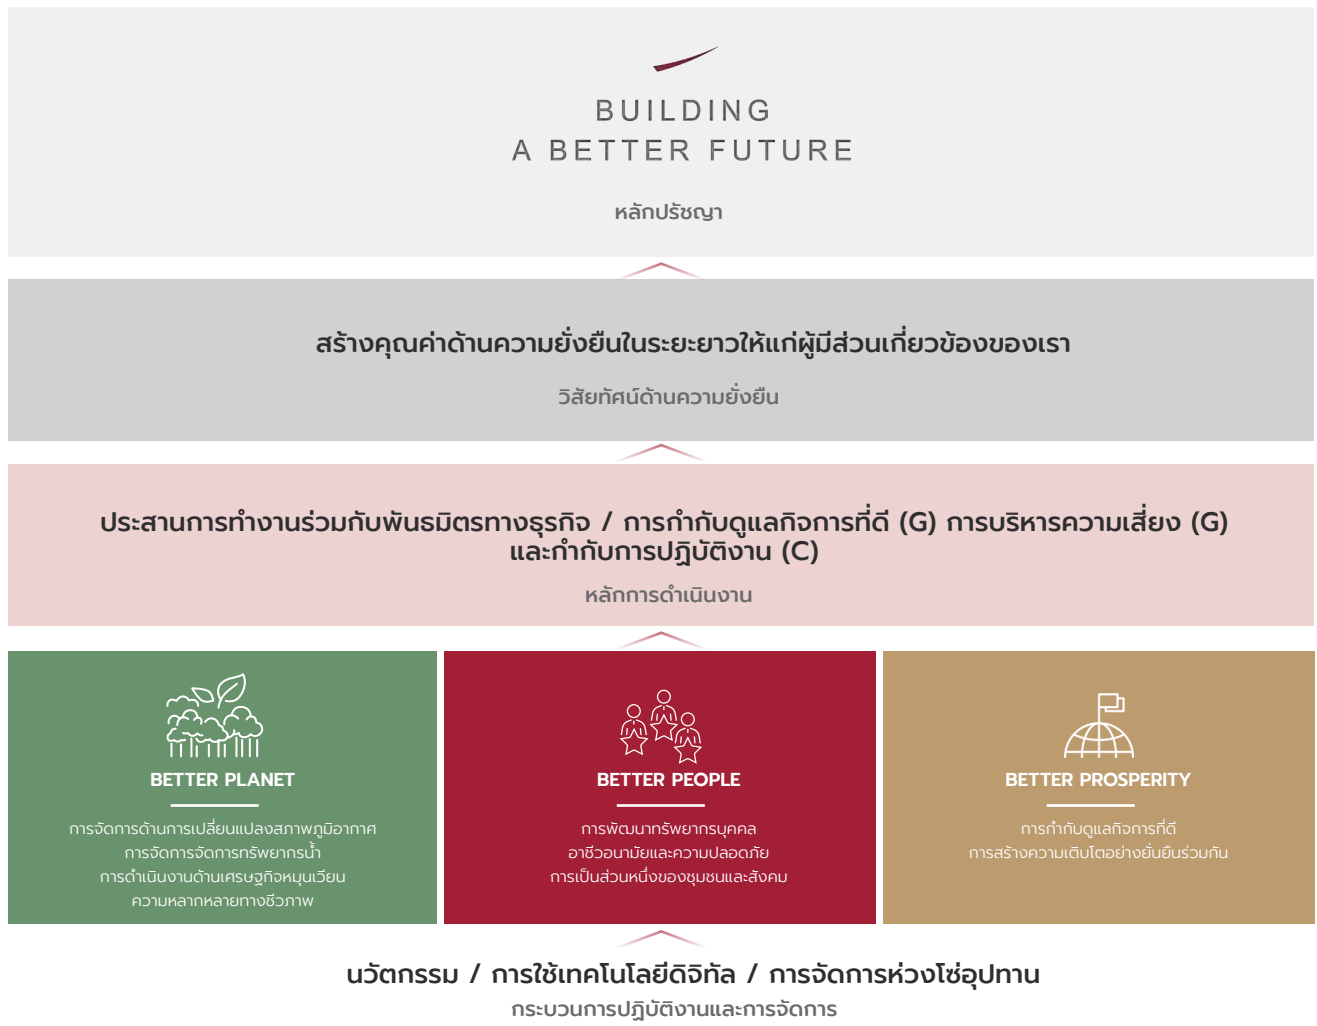 BUILDING
A BETTER FUTURE
หลักปรัชญา
สร้างคุณค่าด้านความยั่งยืนในระยะยาวให้แก่ผู้มีส่วนเกี่ยวข้องของเรา
วิสัยทัศน์ด้านความยั่งยืน
ประสานการทำงานร่วมกับพันธมิตรทางธุรกิจ / การกำกับดูแลกิจการที่ดี (G) การบริหารความเสี่ยง (G)
และกำกับการปฏิบัติงาน (C)
หลักการดำเนินงาน
BETTER PLANET
การจัดการด้านการเปลี่ยนแปลงสภาพภูมิอากาศ
การจัดการจัดการทรัพยากรน้ำ
การดำเนินงานด้านเศรษฐกิจหมุนเวียน
ความหลากหลายทางชีวภาพ
BETTER PEOPLE
การพัฒนาทรัพยากรบุคคล
อาชีวอนามัยและความปลอดภัย
การเป็นส่วนหนึ่งของชุมชนและสังคม
BETTER PROSPERITY
การกำกับดูแลกิจการที่ดี
การสร้างความเติบโตอย่างยั่นยืนร่วมกัน
นวัตกรรม / การใช้เทคโนโลยีดิจิทัล / การจัดการห่วงโซ่อุปทาน
กระบวนการปฏิบัติงานและการจัดการ